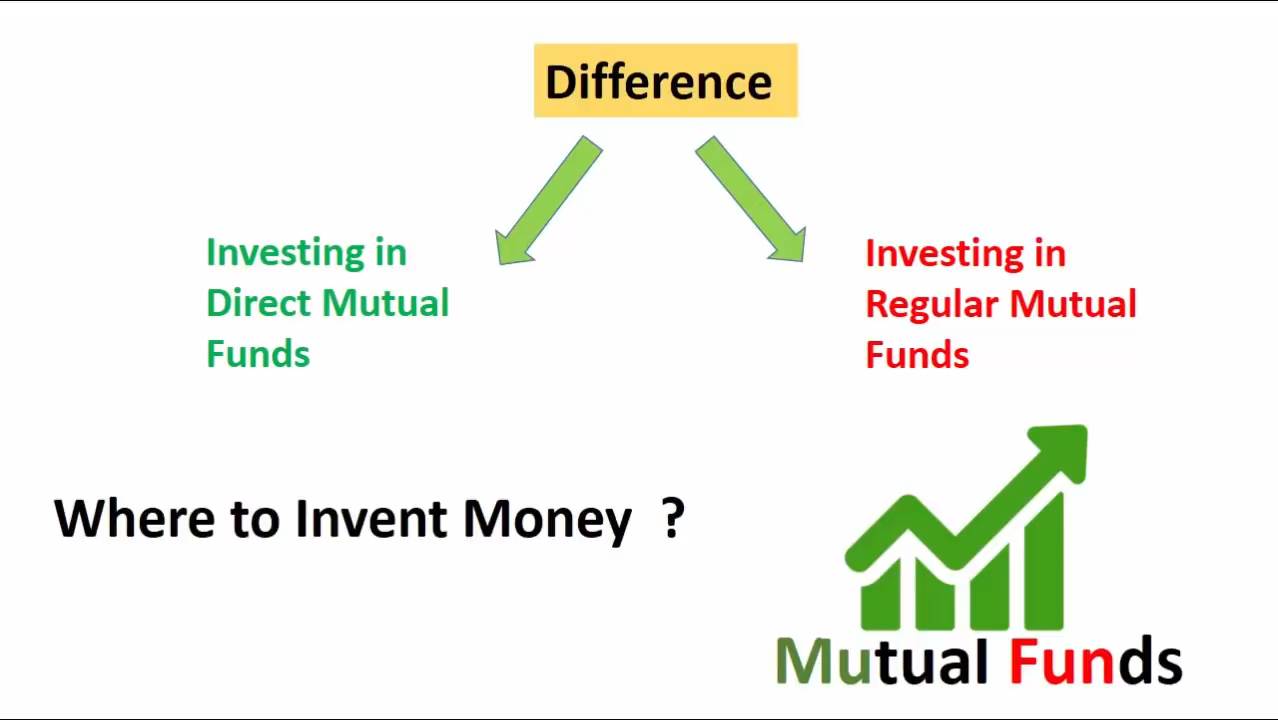 Difference
Investing in
Direct Mutual
Funds
Investing in
Regular Mutual
Funds
Where to Invent Money ?
Mutual Funds